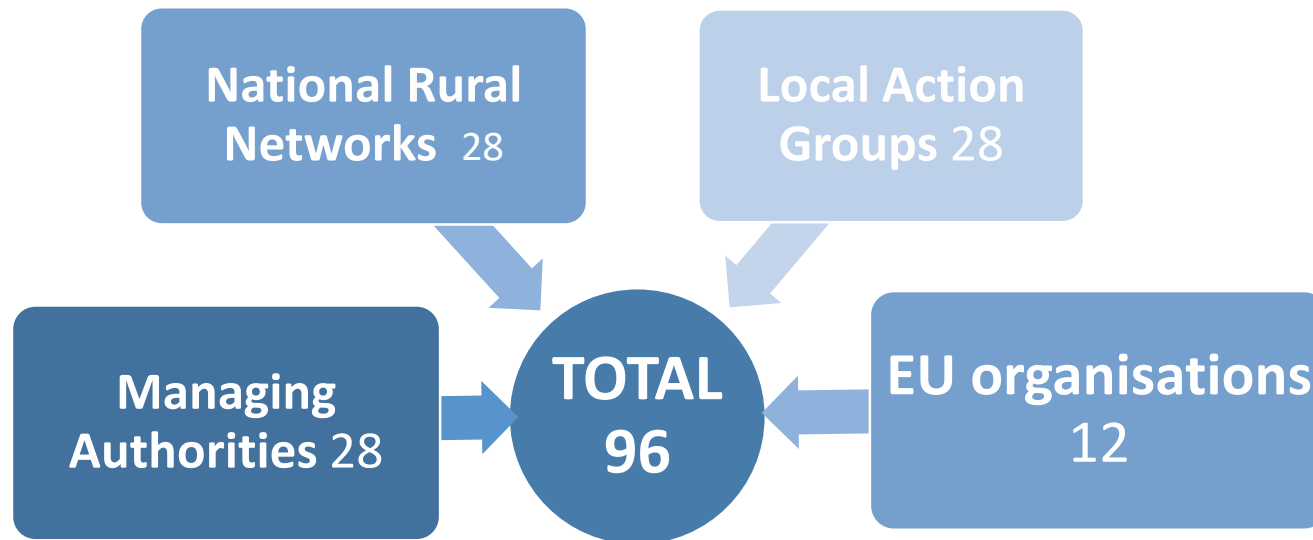 National Rural
Networks 28
Local Action
Groups 28
Managing
Authorities 28
TOTAL
96
EU organisations
12